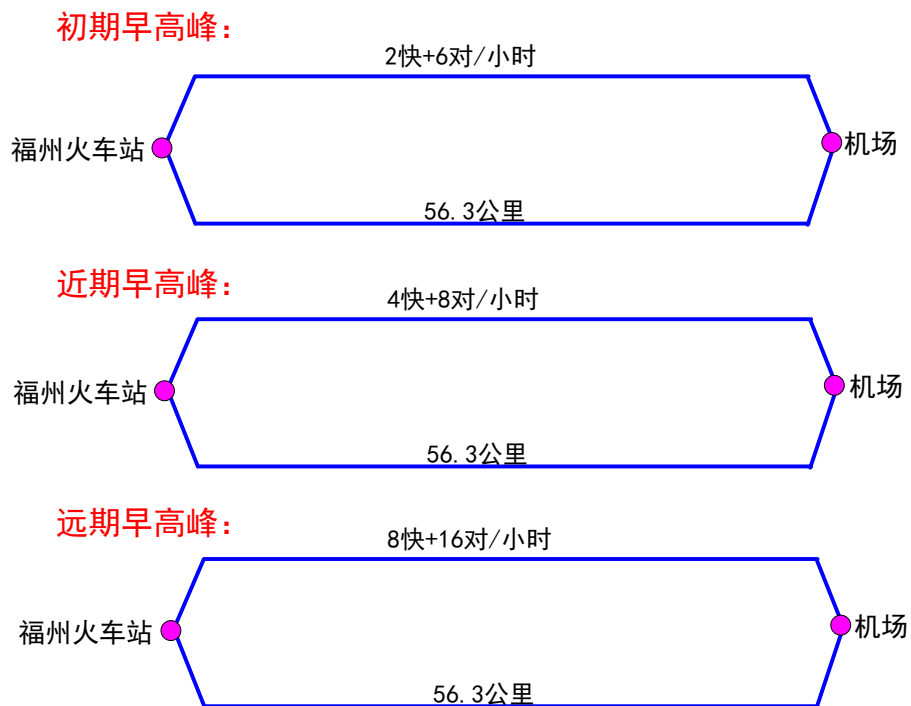 初期早高峰：
2快+6对/小时
福州火车站
机场
56.3公里
近期早高峰：
4快+8对/小时
福州火车站
机场
56.3公里
远期早高峰：
8快+16对/小时
福州火车站
机场
56.3公里